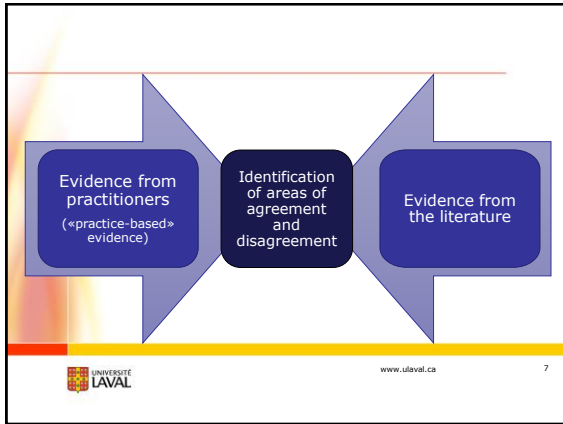 Evidence from
practitioners
(«practice-based»
evidence)
Identification
of areas of
agreement
and
disagreement
Evidence from
the literature
UNIVERSITÉ
LAVAL
www.ulaval.ca
7